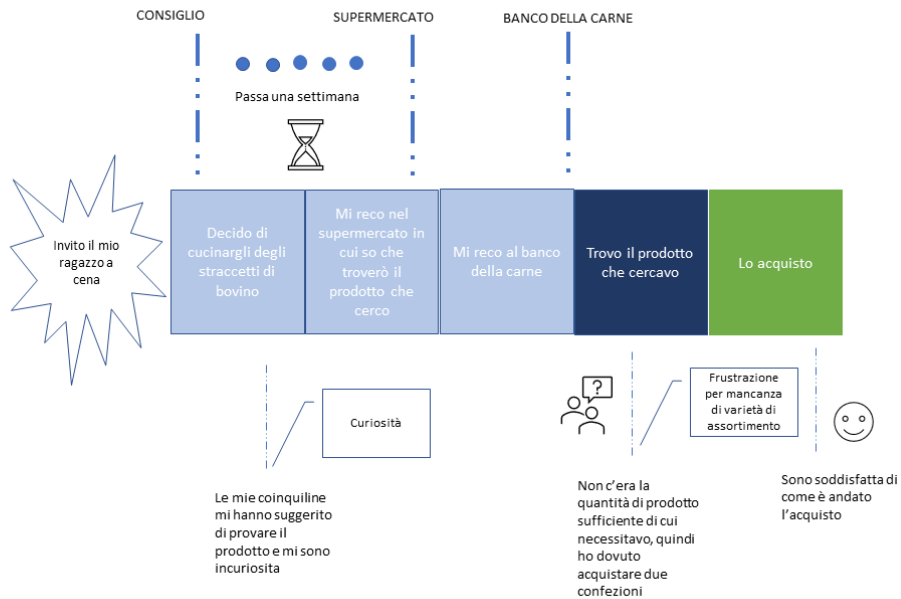 CONSIGLIO
SUPERMERCATO
BANCO DELLA CARNE
Passa una settimana
Invito il mio
ragazzo a
cena
Decido di
cucinargli degli
straccetti di
bovino
Mi reco nel
supermercato in
cui so che
troverò il
prodotto che
cerco
Mi reco al banco
della carne
Trovo il prodotto
che cercavo
Lo acquisto
Curiosità
?
Frustrazione
per mancanza
di varietà di
assortimento
Le mie coinquiline
mi hanno suggerito
di provare il
prodotto e mi sono
incuriosita
Non c'era la
quantità di prodotto
sufficiente di cui
necessitavo, quindi
ho dovuto
acquistare due
confezioni
Sono soddisfatta di
come è andato
l'acquisto